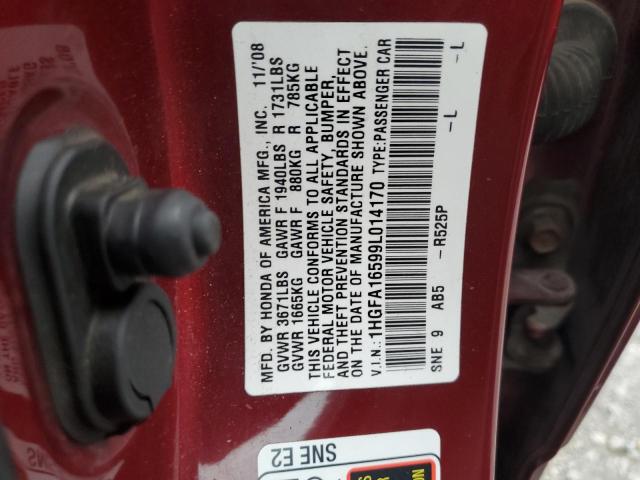 MFD. BY HONDA OF AMERICA MFG., INC. 11/'08
GVWR 3671LBS GAWR F 1940LBS R 1731LBS
GVWR 1665KG GAWR F 880KG R 785KG
THIS VEHICLE CONFORMS TO ALL APPLICABLE
FEDERAL MOTOR VEHICLE SAFETY, BUMPER,
AND THEFT PREVENTION STANDARDS IN EFFECT
ON THE DATE OF MANUFACTURE SHOWN ABOVE.
V.I.N.: 1HGFA16599L014170 TYPE:PASSENGER CAR
SNE 9 AB5 -R525P -L -L
SNE E2